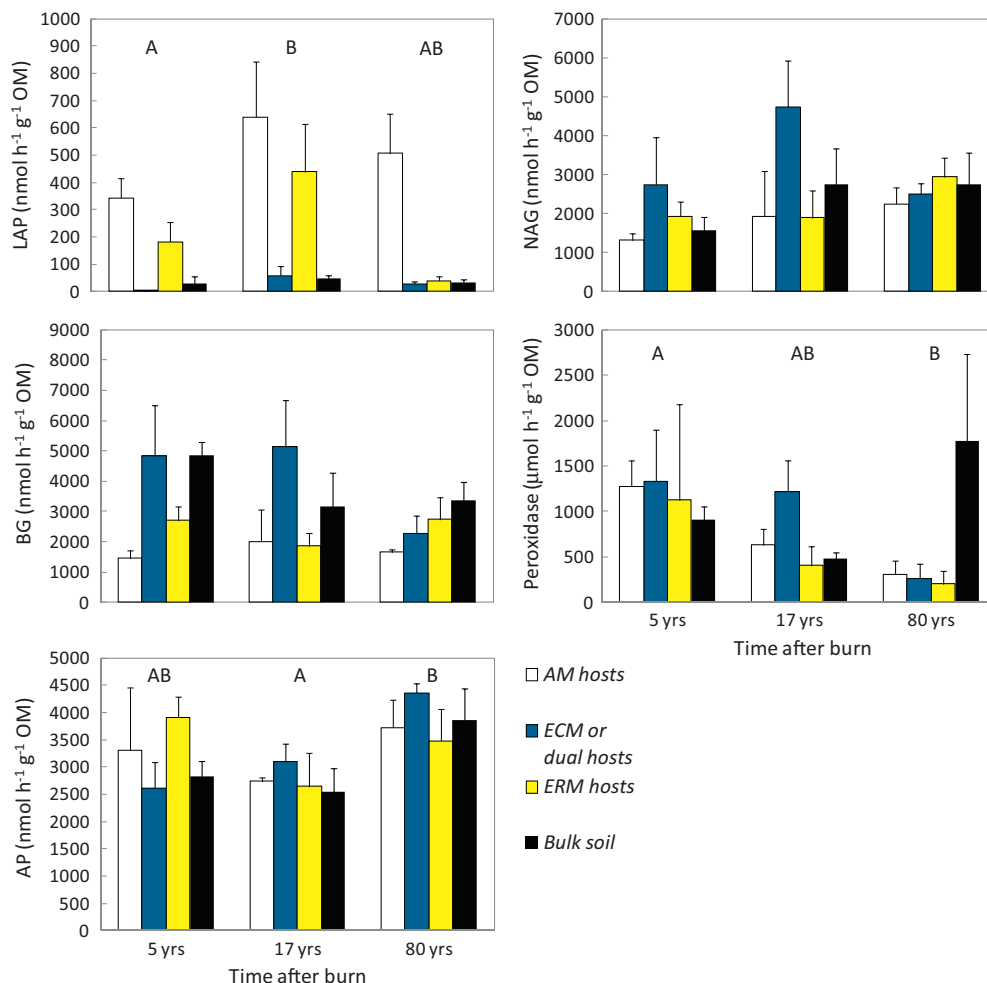 LAP (nmol h⁻¹ g⁻¹ OM)
1000
900
800
700
600
500
400
300
200
100
0
A
B
AB
NAG (nmol h⁻¹ g⁻¹ OM)
7000
6000
5000
4000
3000
2000
1000
0
BG (nmol h⁻¹ g⁻¹ OM)
9000
8000
7000
6000
5000
4000
3000
2000
1000
0
Peroxidase (µmol h⁻¹ g⁻¹ OM)
3000
2500
2000
1500
1000
500
0
A
AB
B
5 yrs
17 yrs
80 yrs
Time after burn
AP (nmol h⁻¹ g⁻¹ OM)
5000
4500
4000
3500
3000
2500
2000
1500
1000
500
0
AB
A
B
5 yrs
17 yrs
80 yrs
Time after burn
AM hosts
ECM or
dual hosts
ERM hosts
Bulk soil